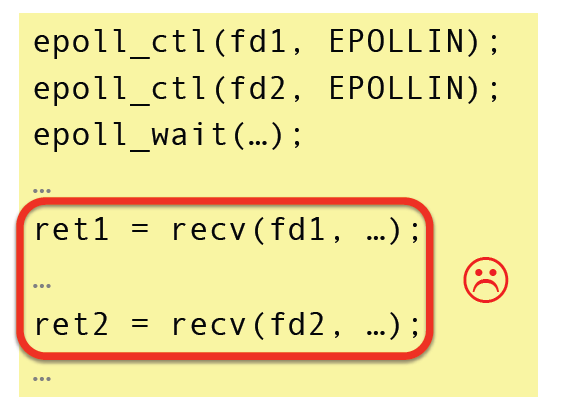 epoll_ctl(fd1, EPOLLIN);
epoll_ctl(fd2, EPOLLIN);
epoll_wait(…);
…
ret1 = recv(fd1, …);
…
ret2 = recv(fd2, …);
…